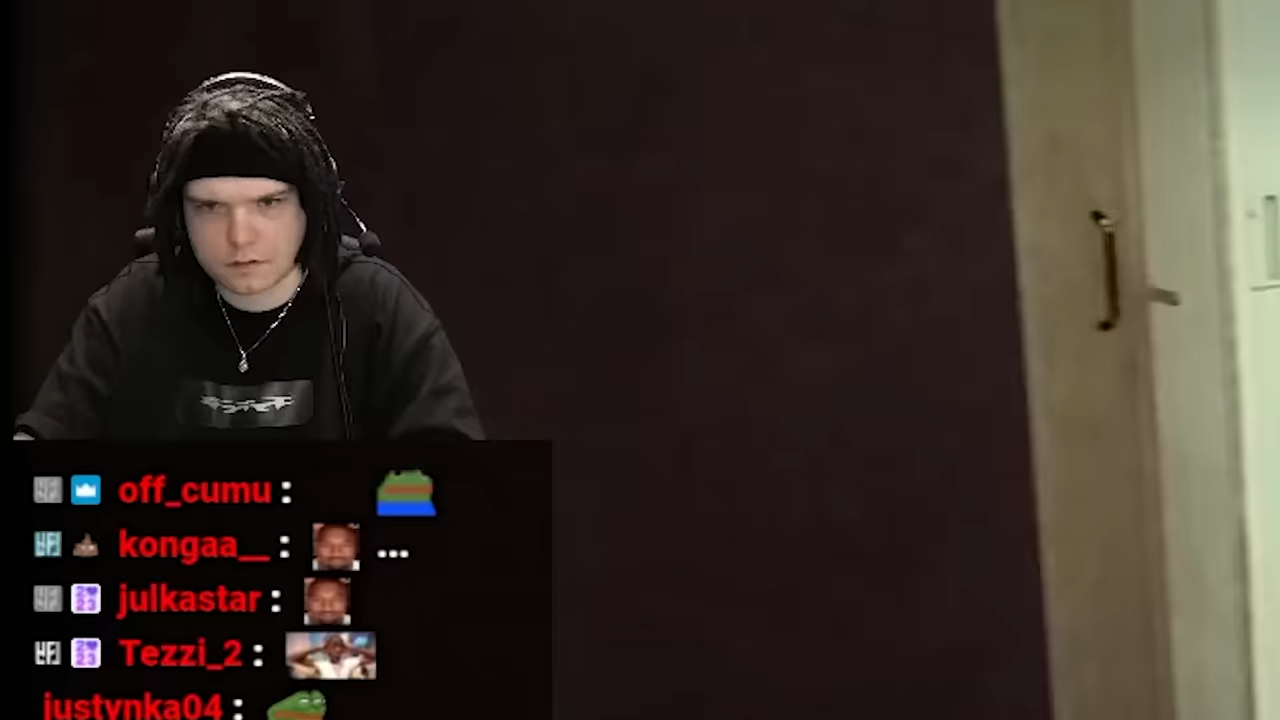 off_cumu :
kongaa__ : ...
julkastar :
Tezzi_2 :
justynka04 :